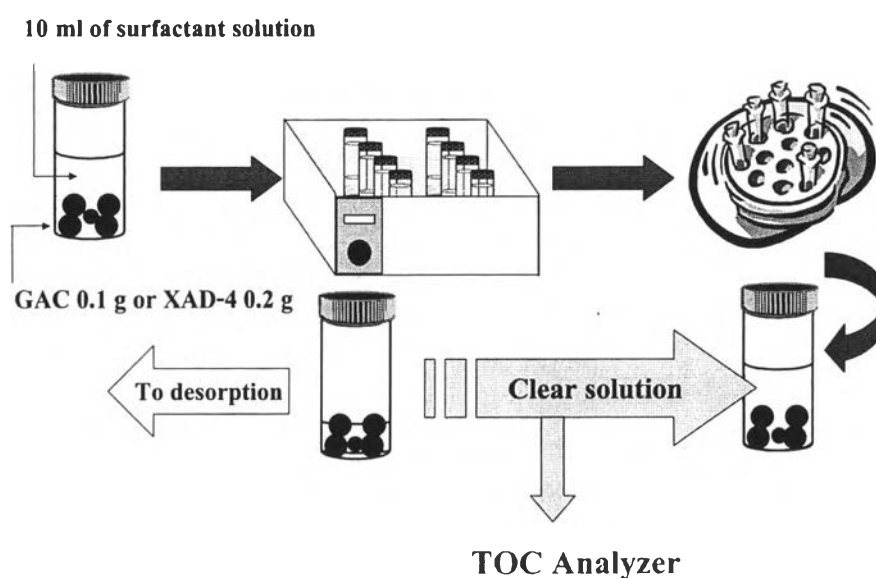 10 ml of surfactant solution
GAC 0.1 g or XAD-4 0.2 g
To desorption
Clear solution
TOC Analyzer